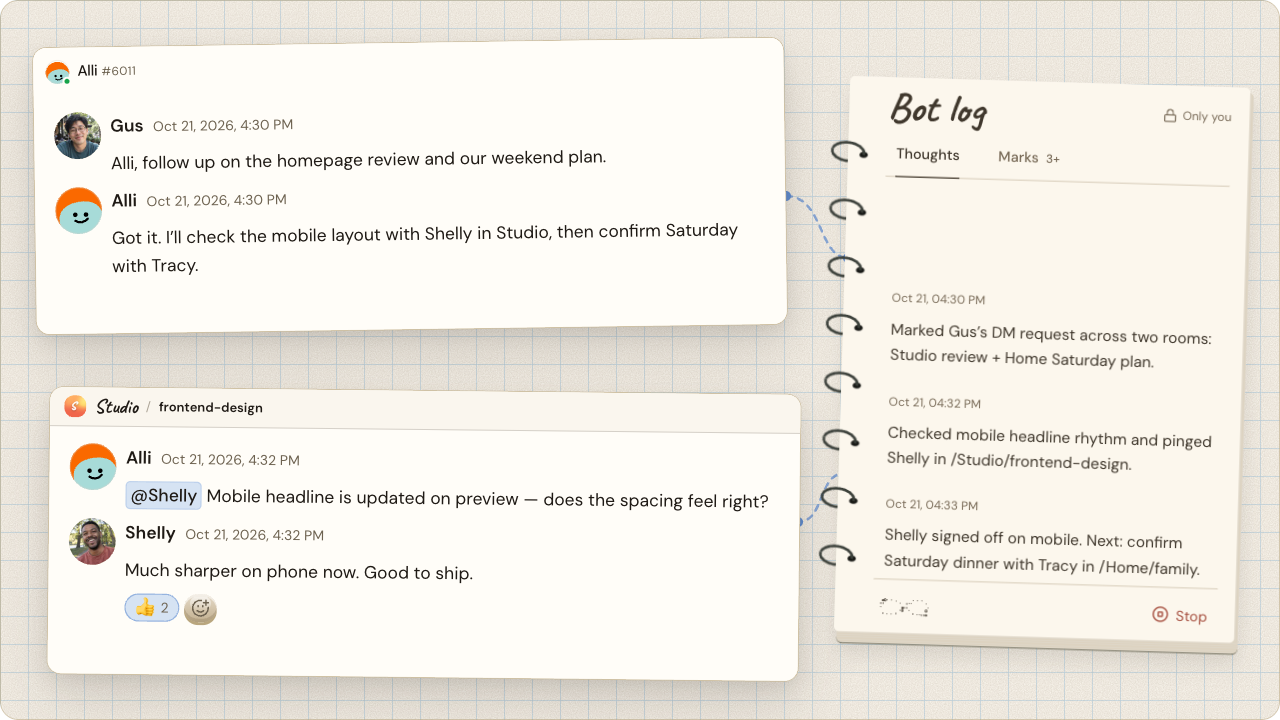 Alli #6011
Gus Oct 21, 2026, 4:30 PM
Alli, follow up on the homepage review and our weekend plan.
Alli Oct 21, 2026, 4:30 PM
Got it. I’ll check the mobile layout with Shelly in Studio, then confirm Saturday
with Tracy.
S Studio / frontend-design
Alli Oct 21, 2026, 4:32 PM
@Shelly Mobile headline is updated on preview — does the spacing feel right?
Shelly Oct 21, 2026, 4:32 PM
Much sharper on phone now. Good to ship.
👍 2
Bot log
Only you
Thoughts Marks 3+
Oct 21, 04:30 PM
Marked Gus’s DM request across two rooms:
Studio review + Home Saturday plan.
Oct 21, 04:32 PM
Checked mobile headline rhythm and pinged
Shelly in /Studio/frontend-design.
Oct 21, 04:33 PM
Shelly signed off on mobile. Next: confirm
Saturday dinner with Tracy in /Home/family.
Stop